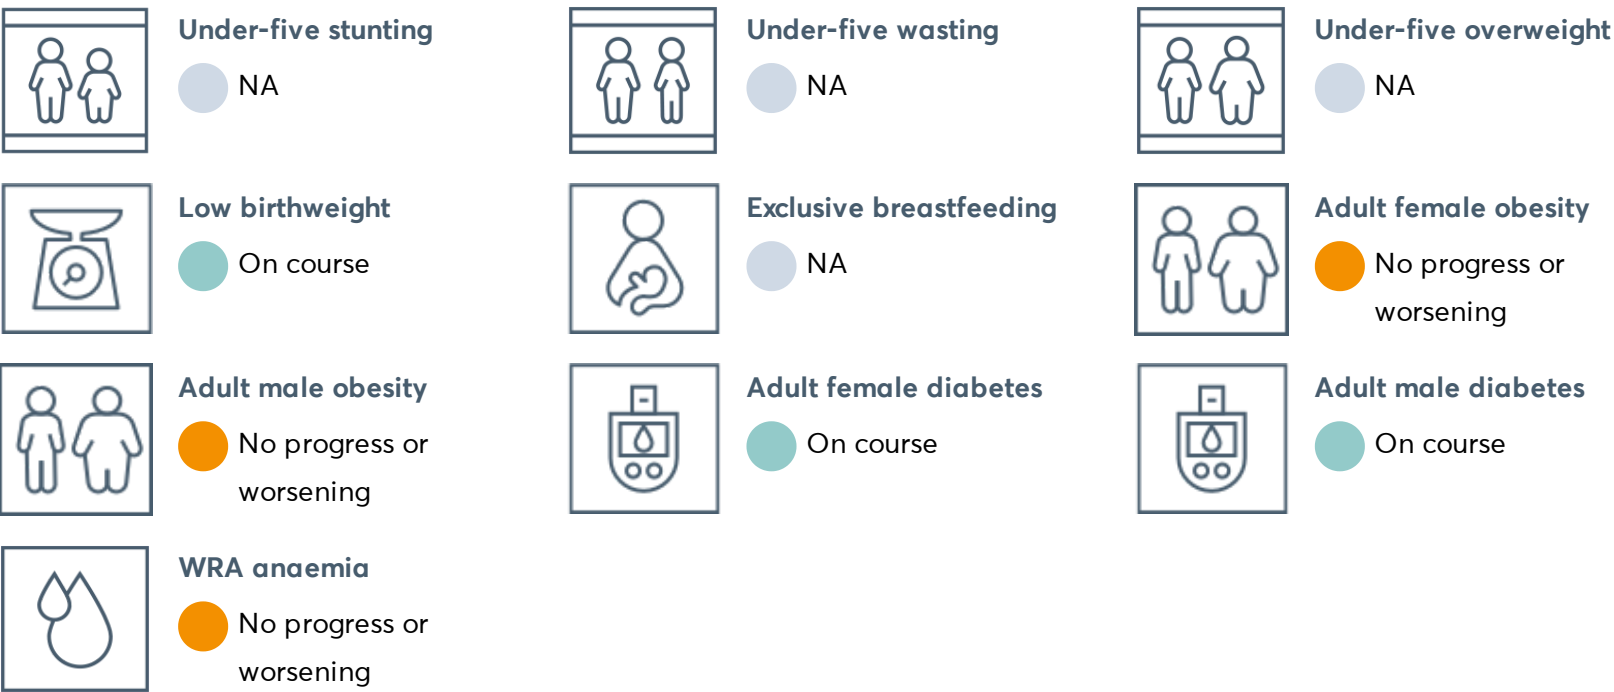 Under-five stunting
NA
Under-five wasting
NA
Under-five overweight
NA
Low birthweight
On course
Exclusive breastfeeding
NA
Adult female obesity
No progress or
worsening
Adult male obesity
No progress or
worsening
Adult female diabetes
On course
Adult male diabetes
On course
WRA anaemia
No progress or
worsening